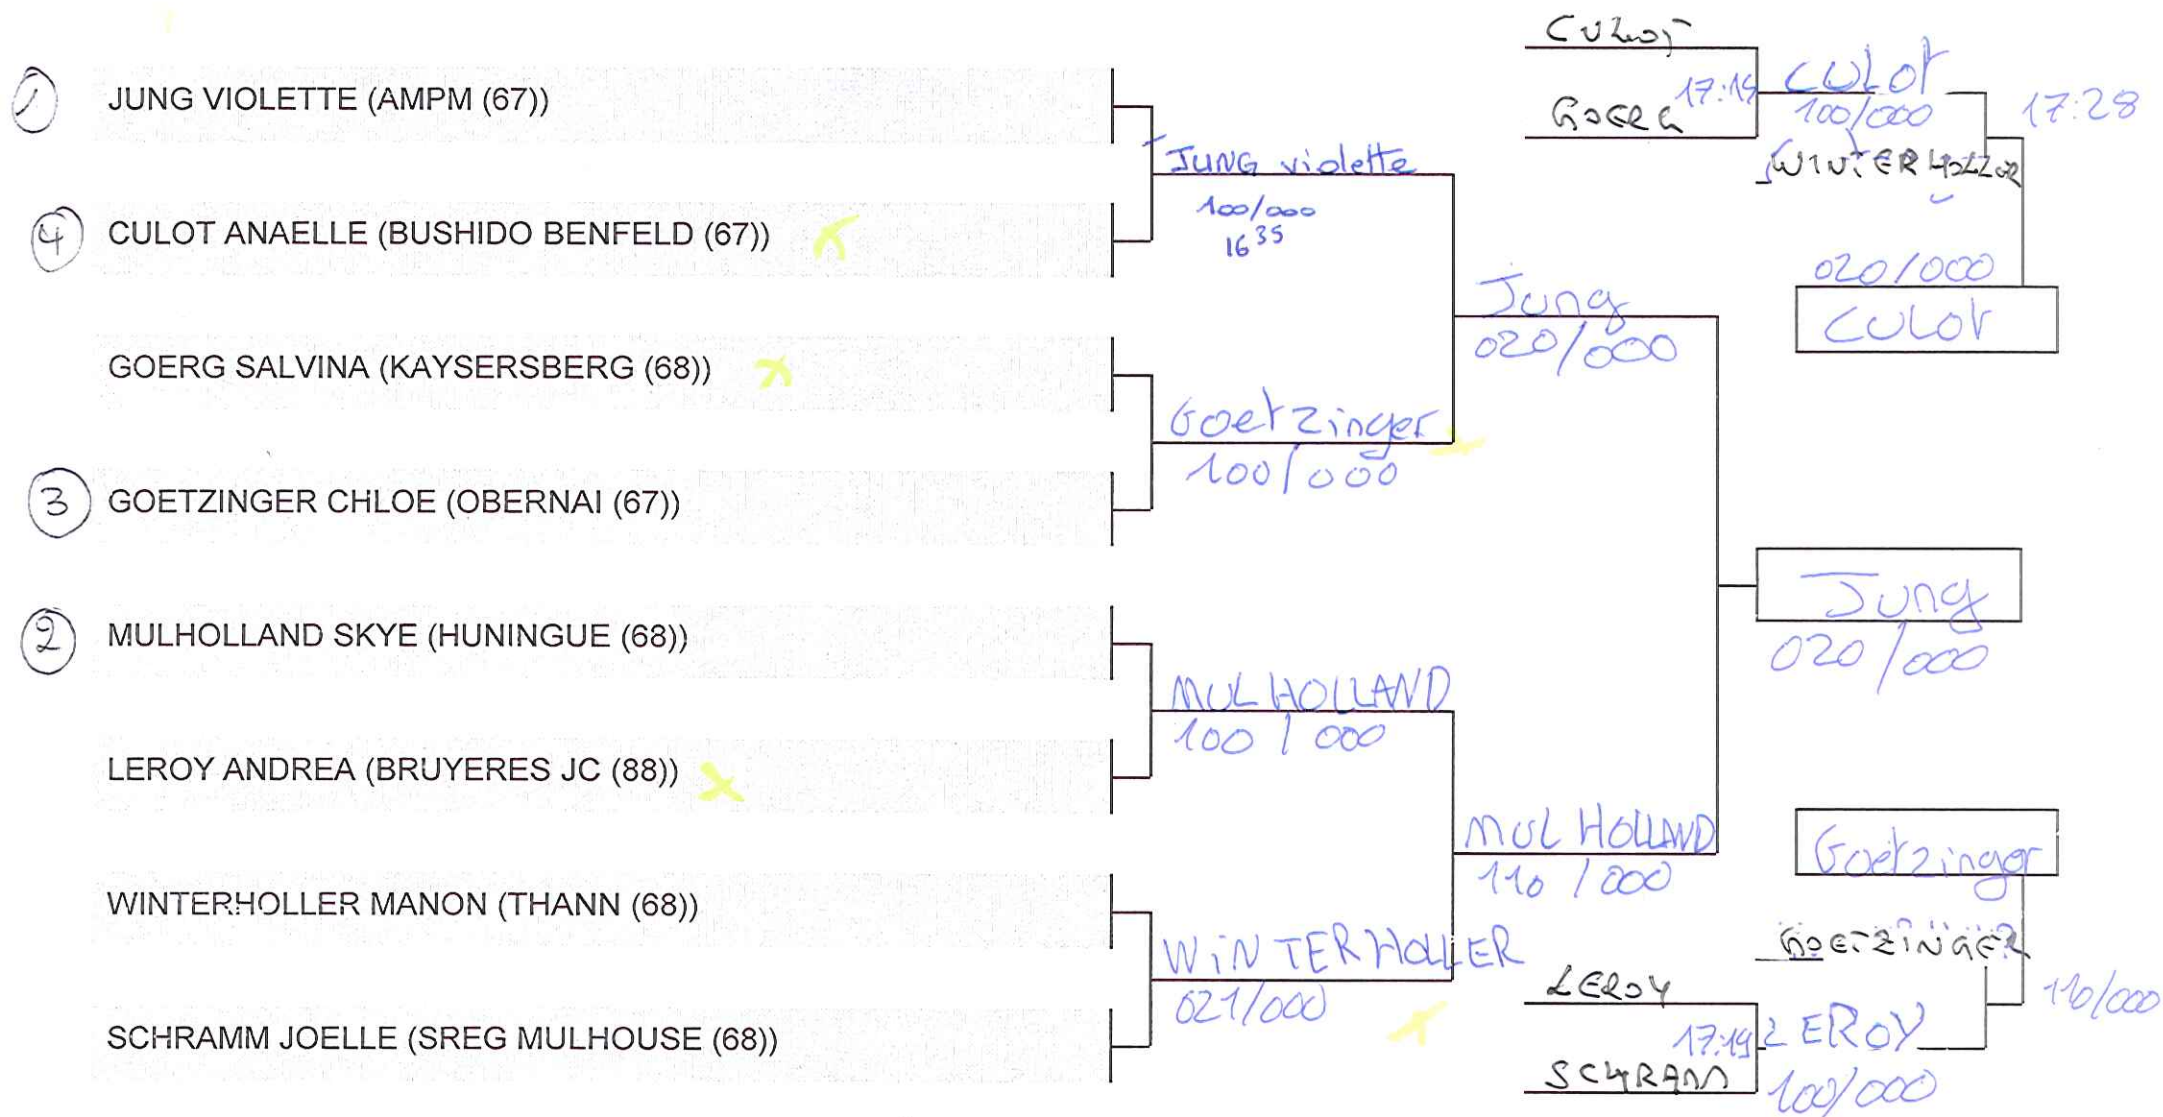 1 JUNG VIOLETTE (AMPM (67))
4 CULOT ANAELLE (BUSHIDO BENFELD (67))
GOERG SALVINA (KAYSERSBERG (68))
3 GOETZINGER CHLOE (OBERNAI (67))
2 MULHOLLAND SKYE (HUNINGUE (68))
LEROY ANDREA (BRUYERES JC (88))
WINTERHOLLER MANON (THANN (68))
SCHRAMM JOELLE (SREG MULHOUSE (68))
JUNG violette
100/000
16 35
Goetzinger
100/000
MULHOLLAND
100/000
WINTERHOLLER
021/000
Jung
020/000
MULHOLLAND
110/000
Jung
020/000
CULOT
GOERG
17:19
CULOT
100/000
WINTERHOLLER
17:28
020/000
CULOT
Goetzinger
GOETZINGER
110/000
LEROY
SCHRAMM
17:19
LEROY
100/000